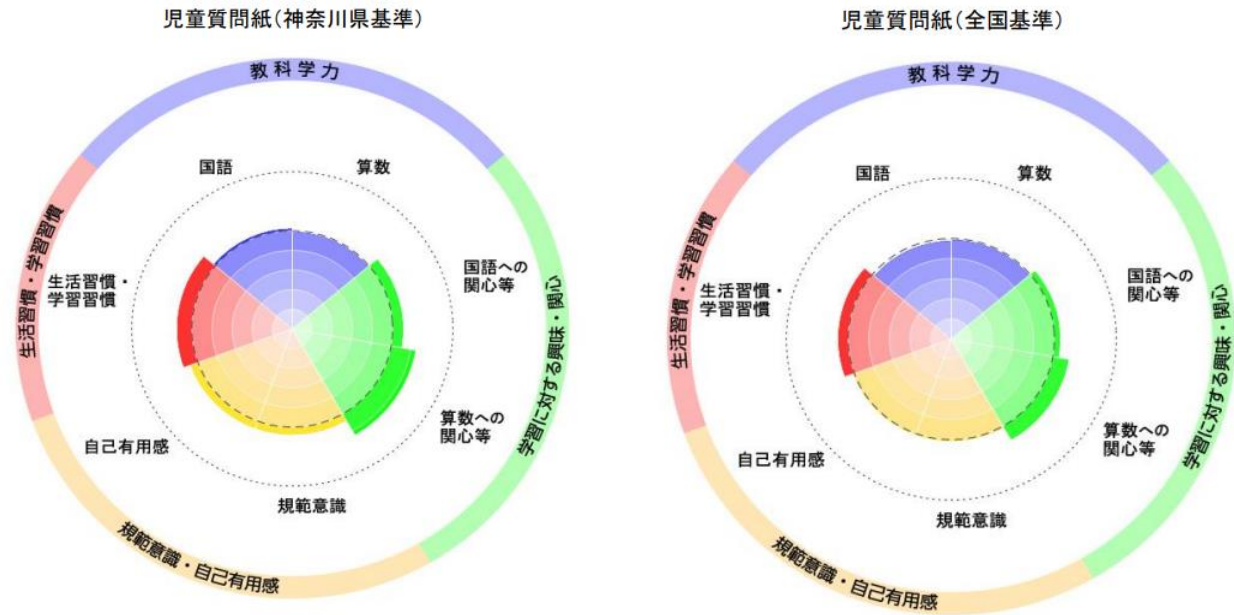 児童質問紙(神奈川県基準)
教科学力
国語
算数
国語への
関心等
生活習慣・
学習習慣
生活習慣・学習習慣
学習に対する興味・関心
算数への
関心等
自己有用感
規範意識
規範意識・自己有用感
児童質問紙(全国基準)
教科学力
国語
算数
国語への
関心等
生活習慣・
学習習慣
生活習慣・学習習慣
学習に対する興味・関心
算数への
関心等
自己有用感
規範意識
規範意識・自己有用感